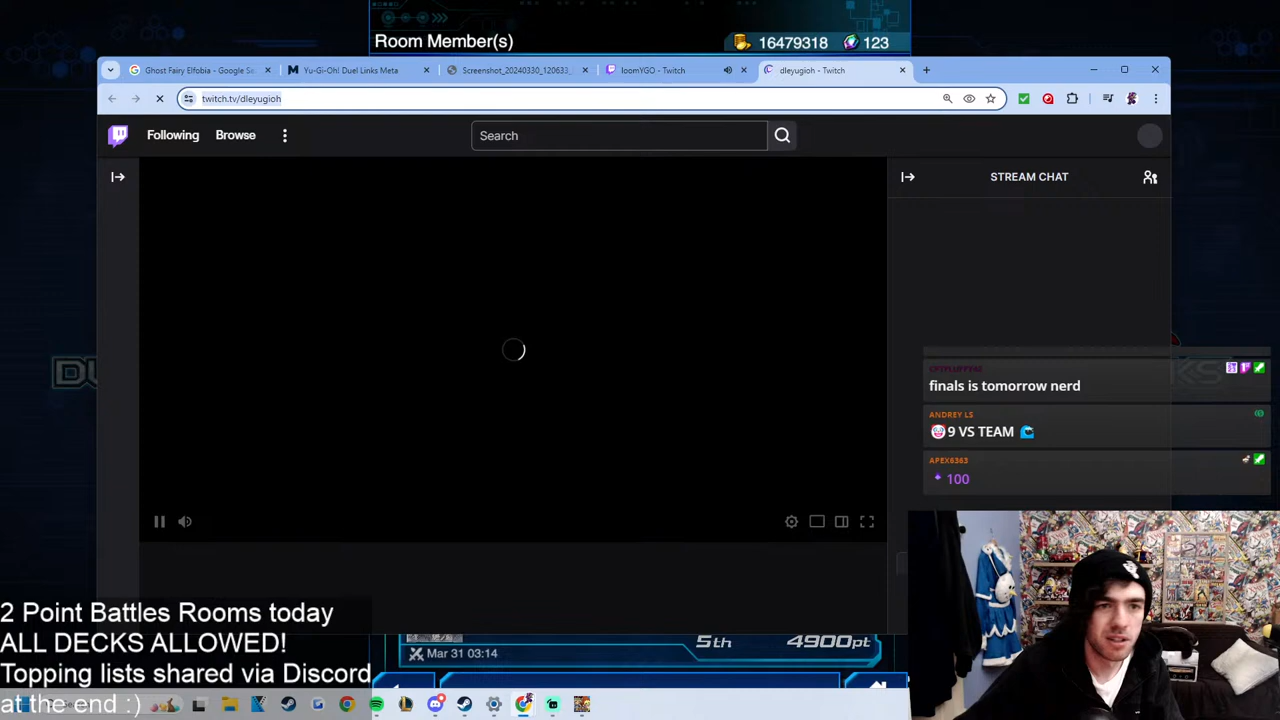 Room Member(s)
16479318
123
Ghost Fairy Elfobia - Google Se
Yu-Gi-Oh! Duel Links Meta
Screenshot_20240330_120633_
loomYGO - Twitch
dleyugioh - Twitch
twitch.tv/dleyugioh
Following
Browse
Search
STREAM CHAT
finals is tomorrow nerd
ANDREY LS
9 VS TEAM
APEX6363
100
2 Point Battles Rooms today
ALL DECKS ALLOWED!
Topping lists shared via Discord
at the end :)
5th
4900pt
Mar 31 03:14